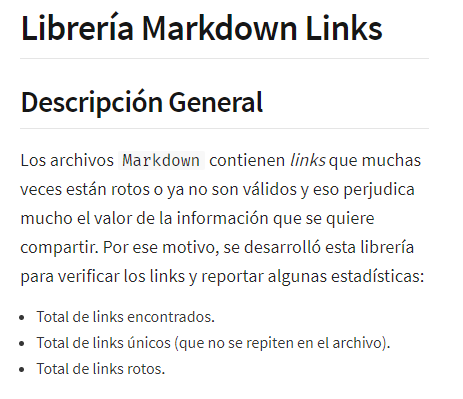 Librería Markdown Links
Descripción General
Los archivos Markdown contienen links que muchas
veces están rotos o ya no son válidos y eso perjudica
mucho el valor de la información que se quiere
compartir. Por ese motivo, se desarrolló esta librería
para verificar los links y reportar algunas estadísticas:
• Total de links encontrados.
• Total de links únicos (que no se repiten en el archivo).
• Total de links rotos.